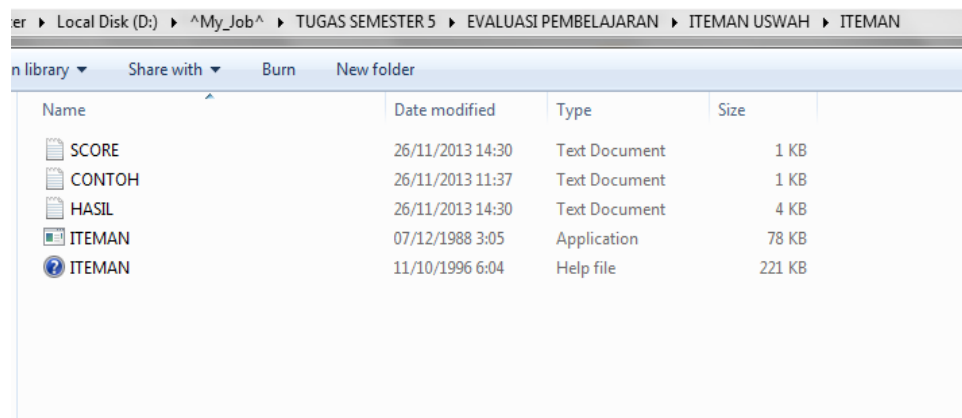 Local Disk (D:) ^My_Job^ TUGAS SEMESTER 5 EVALUASI PEMBELAJARAN ITEMAN USWAH ITEMAN
library Share with Burn New folder
Name Date modified Type Size
SCORE 26/11/2013 14:30 Text Document 1 KB
CONTOH 26/11/2013 11:37 Text Document 1 KB
HASIL 26/11/2013 14:30 Text Document 4 KB
ITEMAN 07/12/1988 3:05 Application 78 KB
ITEMAN 11/10/1996 6:04 Help file 221 KB